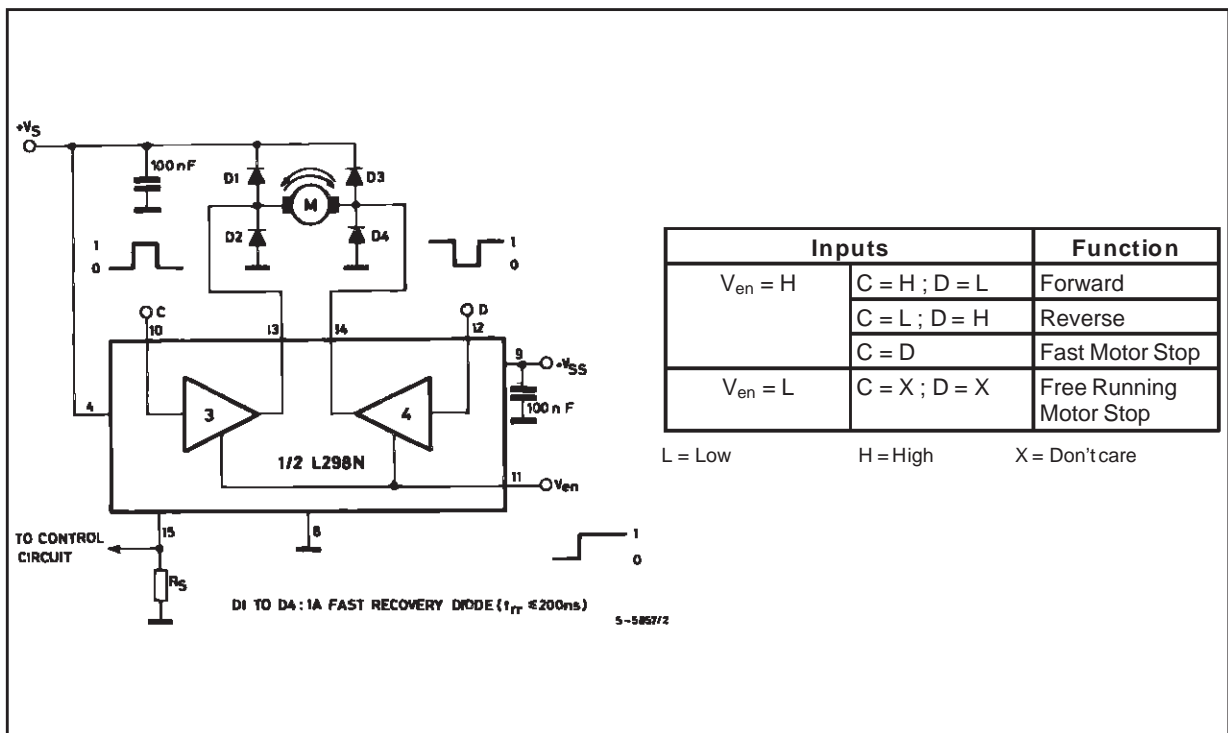 +VS
100nF
D1
D3
M
D2
D4
1
0
1
0
C
D
10
13
14
12
9
+VSS
4
3
4
100nF
1/2 L298N
11
Ven
15
8
TO CONTROL
CIRCUIT
RS
1
0
D1 TO D4 : 1A FAST RECOVERY DIODE (trr ≤ 200ns)
S-5857/2
Inputs Function
Ven = H C = H ; D = L Forward
C = L ; D = H Reverse
C = D Fast Motor Stop
Ven = L C = X ; D = X Free Running
Motor Stop
L = Low H = High X = Don't care